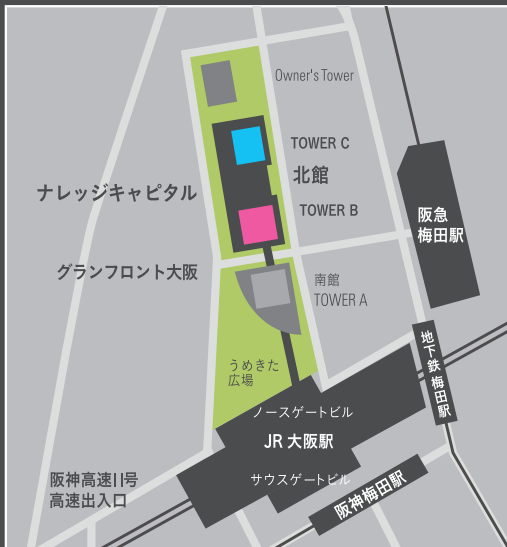 Owner's Tower
TOWER C
北館
ナレッジキャピタル
TOWER B
阪急
梅田駅
グランフロント大阪
南館
TOWER A
うめきた
広場
地下鉄梅田駅
ノースゲートビル
JR 大阪駅
サウスゲートビル
阪神高速11号
高速出入口
阪神梅田駅